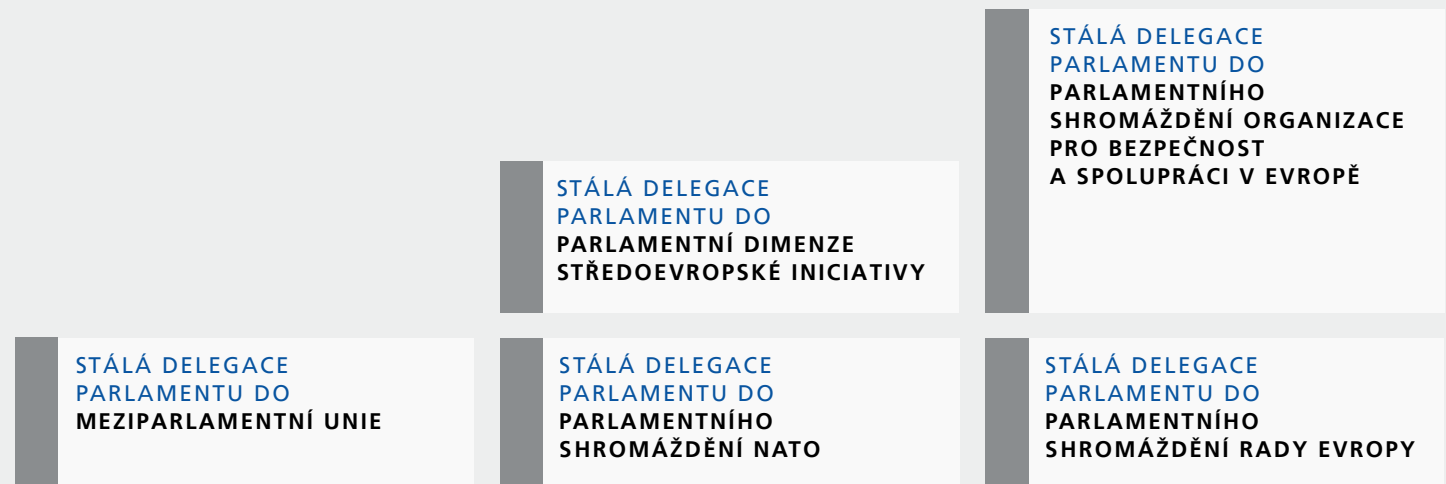 STÁLÁ DELEGACE
PARLAMENTU DO
PARLAMENTNÍHO
SHROMÁŽDĚNÍ ORGANIZACE
PRO BEZPEČNOST
A SPOLUPRÁCI V EVROPĚ
STÁLÁ DELEGACE
PARLAMENTU DO
PARLAMENTNÍ DIMENZE
STŘEDOEVROPSKÉ INICIATIVY
STÁLÁ DELEGACE
PARLAMENTU DO
MEZIPARLAMENTNÍ UNIE
STÁLÁ DELEGACE
PARLAMENTU DO
PARLAMENTNÍHO
SHROMÁŽDĚNÍ NATO
STÁLÁ DELEGACE
PARLAMENTU DO
PARLAMENTNÍHO
SHROMÁŽDĚNÍ RADY EVROPY